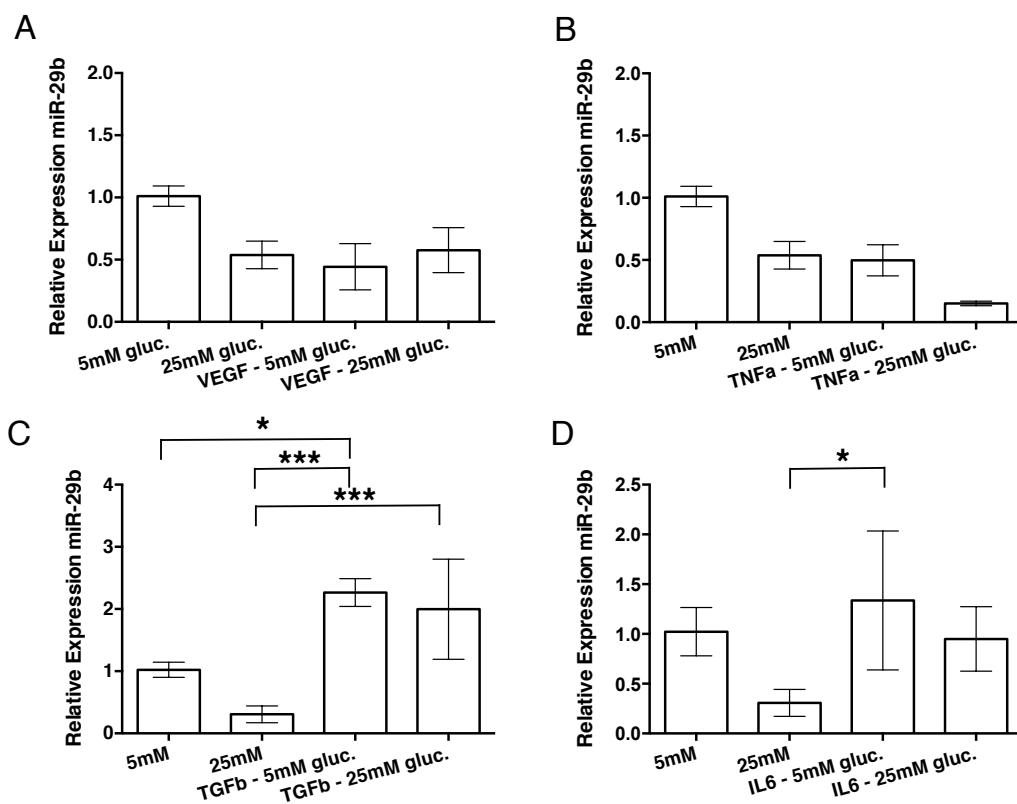 A
Relative Expression miR-29b
2.0
1.5
1.0
0.5
0.0
5mM gluc.
25mM gluc.
VEGF - 5mM gluc.
VEGF - 25mM gluc.
B
Relative Expression miR-29b
2.0
1.5
1.0
0.5
0.0
5mM
25mM
TNFa - 5mM gluc.
TNFa - 25mM gluc.
C
Relative Expression miR-29b
*
***
***
4
3
2
1
0
5mM
25mM
TGFb - 5mM gluc.
TGFb - 25mM gluc.
D
Relative Expression miR-29b
*
2.5
2.0
1.5
1.0
0.5
0.0
5mM
25mM
IL6 - 5mM gluc.
IL6 - 25mM gluc.